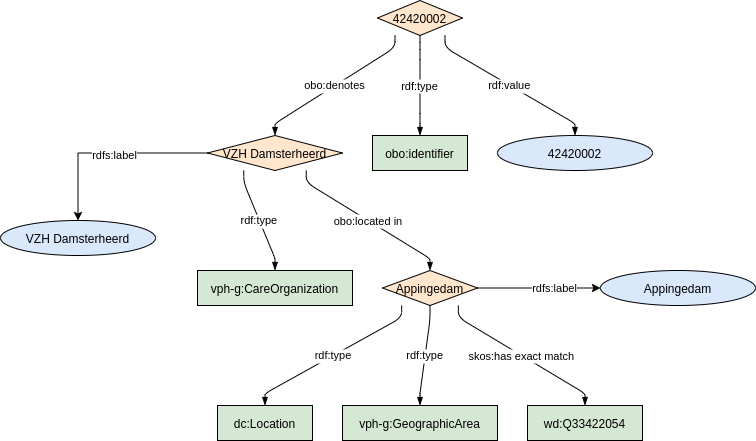 42420002
obo:denotes
rdf:type
rdf:value
rdfs:label
VZH Damsterheerd
obo:identifier
42420002
VZH Damsterheerd
rdf:type
obo:located in
vph-g:CareOrganization
Appingedam
rdfs:label
Appingedam
rdf:type
rdf:type
skos:has exact match
dc:Location
vph-g:GeographicArea
wd:Q33422054